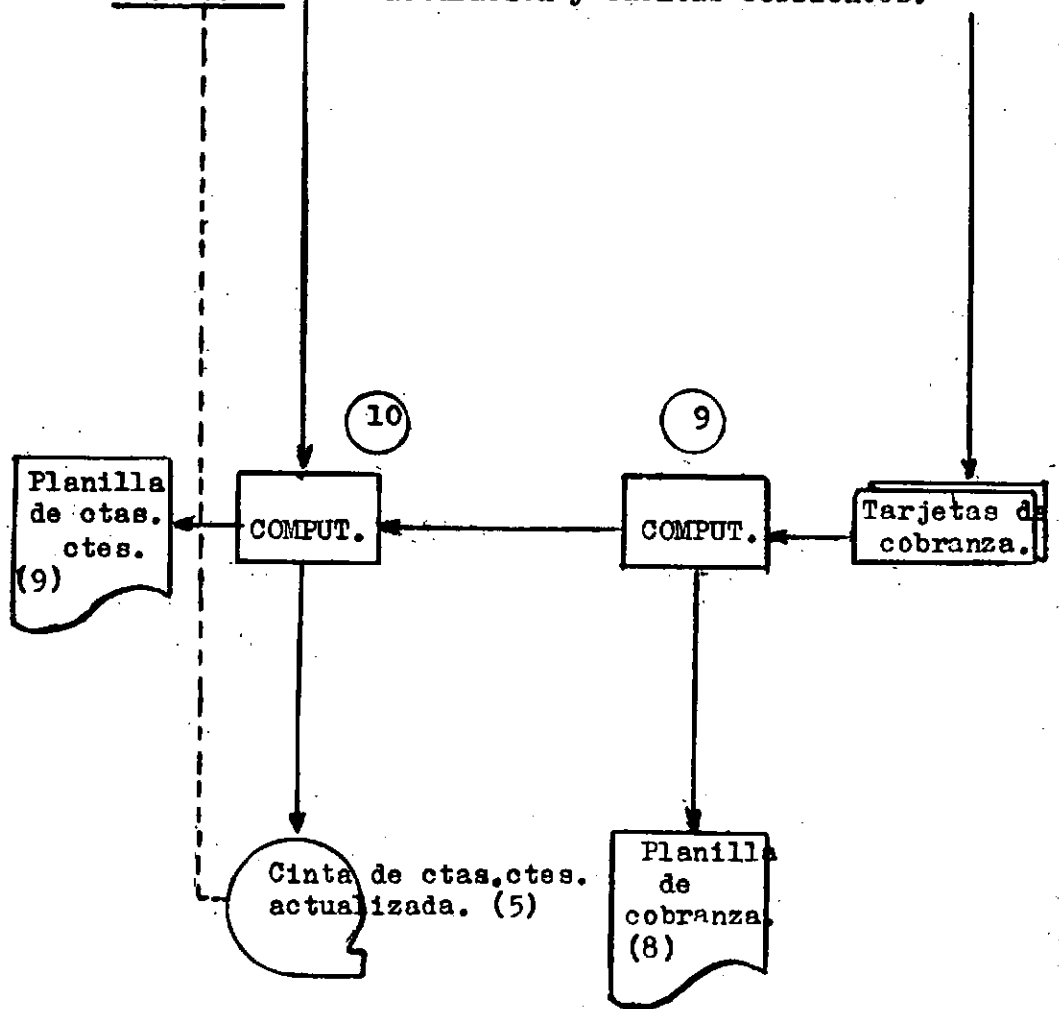 10
9
Planilla
de ctas.
ctes.
(9)
COMPUT.
COMPUT.
Tarjetas de
cobranza.
Cinta de ctas.ctes.
actualizada. (5)
Planilla
de
cobranza.
(8)